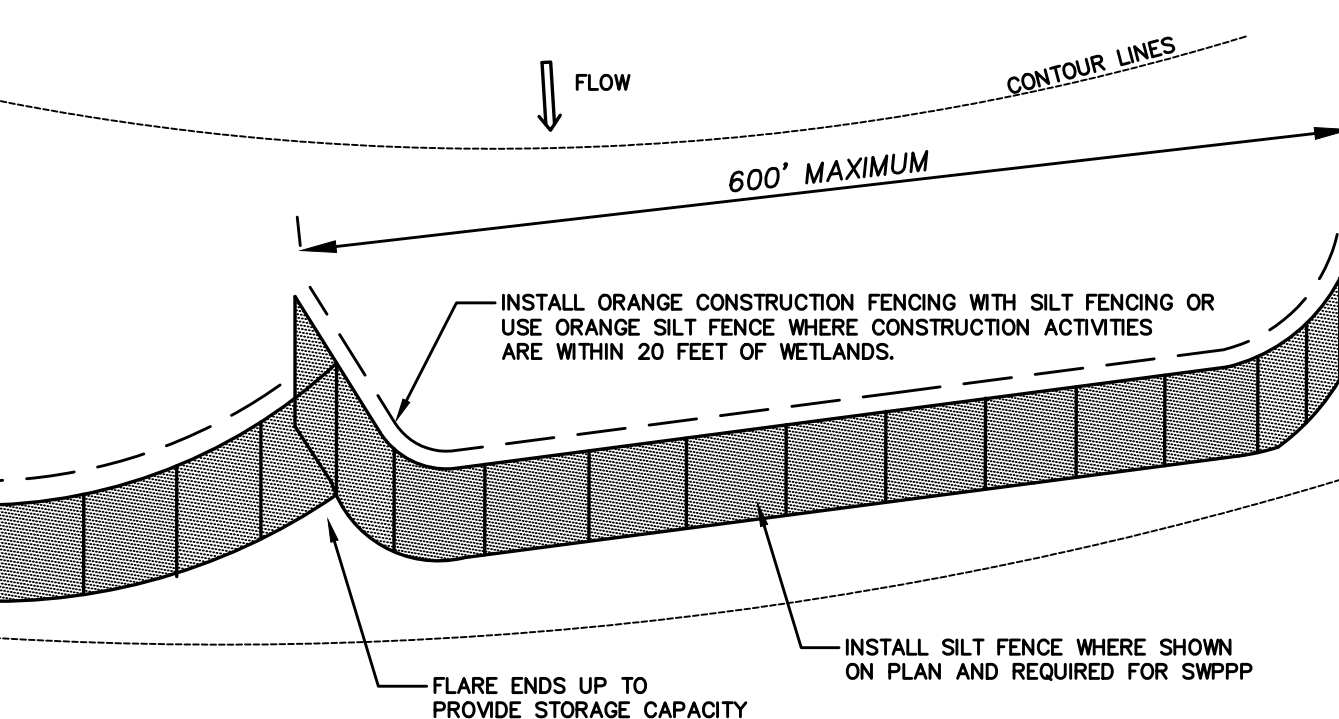 FLOW
CONTOUR LINES
600' MAXIMUM
INSTALL ORANGE CONSTRUCTION FENCING WITH SILT FENCING OR
USE ORANGE SILT FENCE WHERE CONSTRUCTION ACTIVITIES
ARE WITHIN 20 FEET OF WETLANDS.
INSTALL SILT FENCE WHERE SHOWN
ON PLAN AND REQUIRED FOR SWPPP
FLARE ENDS UP TO
PROVIDE STORAGE CAPACITY